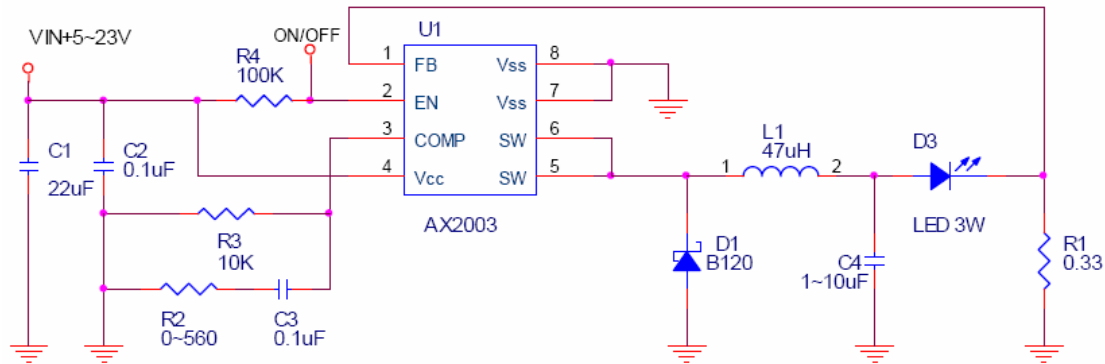 VIN+5~23V
ON/OFF
R4
100K
U1
1
FB
Vss
8
2
EN
Vss
7
3
COMP
SW
6
4
Vcc
SW
5
AX2003
C1
22uF
C2
0.1uF
R3
10K
R2
0~560
C3
0.1uF
L1
1
47uH
2
D3
LED 3W
D1
B120
C4
1~10uF
R1
0.33